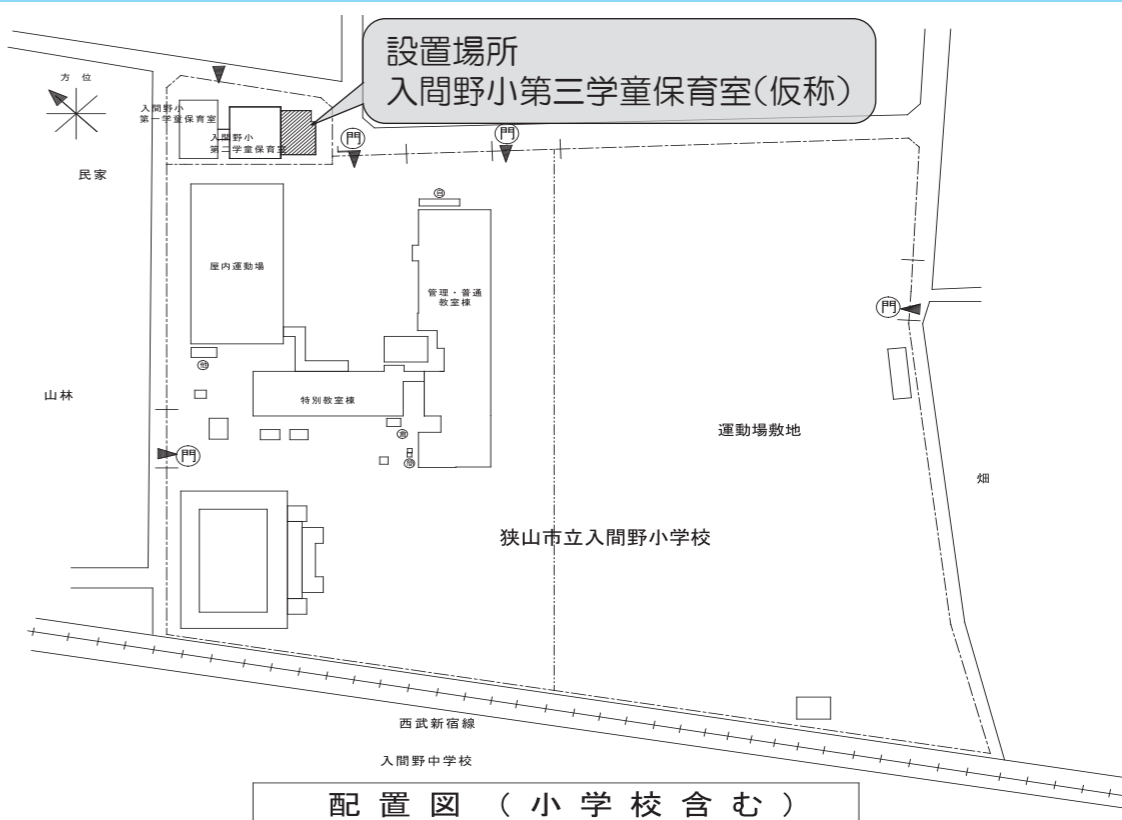 設置場所
入間野小第三学童保育室(仮称)
方 位
入間野小
第一学童保育室
入間野小
第二学童保育室
門
門
民家
屋内運動場
管理・普通
教室棟
門
山林
特別教室棟
運動場敷地
門
畑
狭山市立入間野小学校
西武新宿線
入間野中学校
配置図(小学校含む)